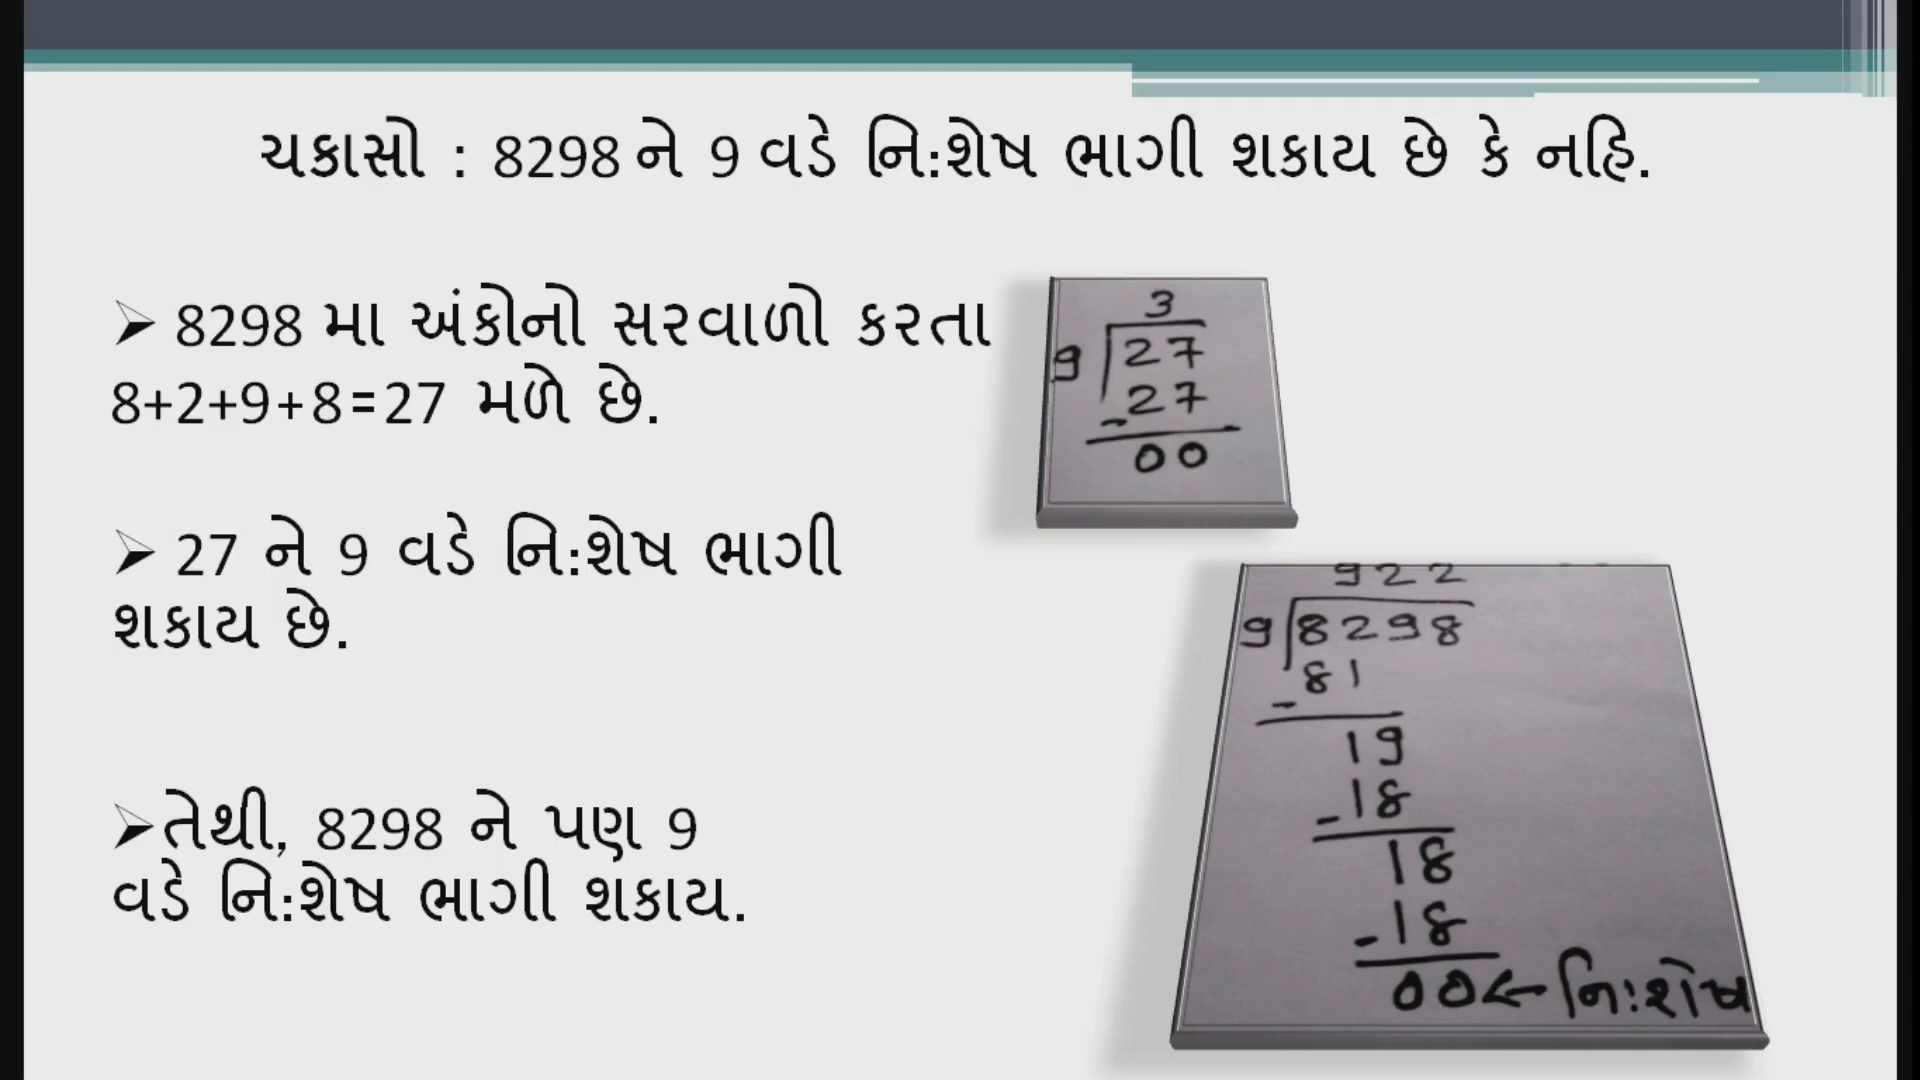 ચકાસો : 8298 ને 9 વડે નિ:શેષ ભાગી શકાય છે કે નહિ.
➢ 8298 મા અંકોનો સરવાળો કરતા
8+2+9+8=27 મળે છે.
➢ 27 ને 9 વડે નિ:શેષ ભાગી
શકાય છે.
➢તેથી, 8298 ને પણ 9
વડે નિ:શેષ ભાગી શકાય.
3
9 27
-27
00
922
9 8298
-81
19
-18
18
-18
00 ← નિ:શેષ